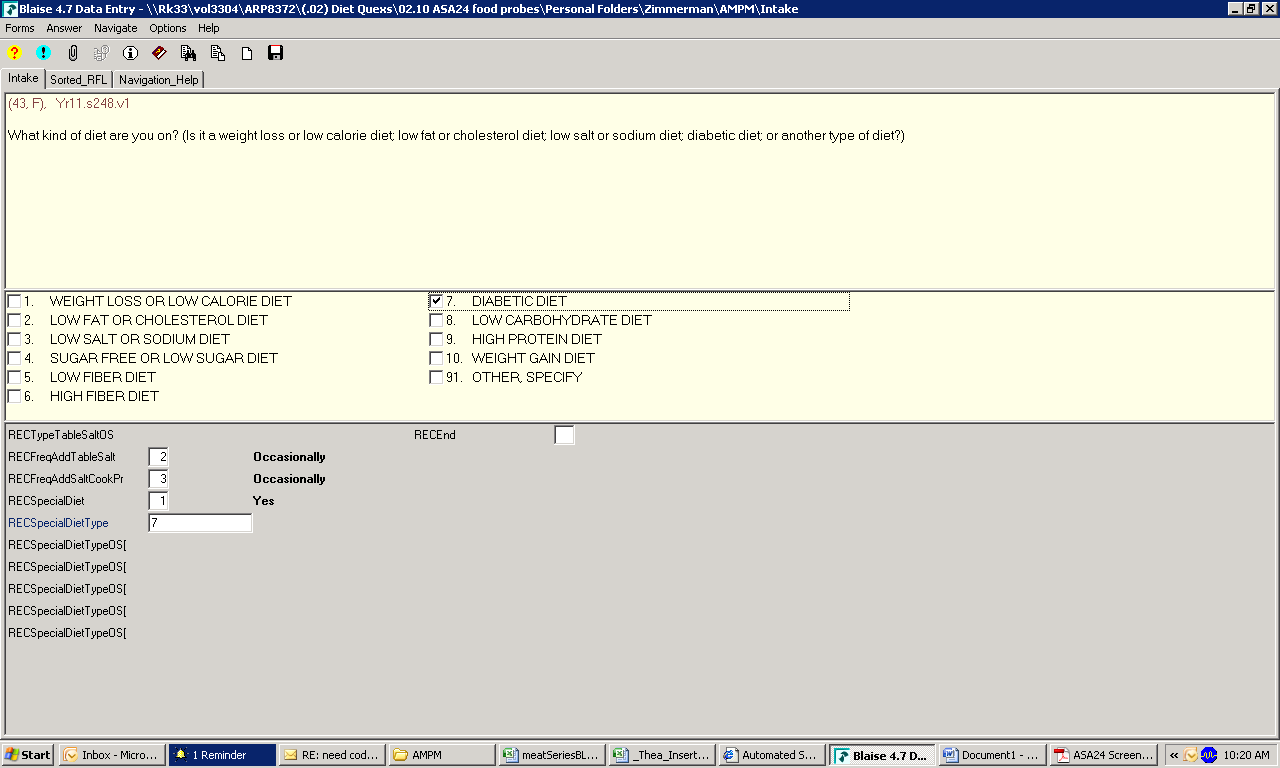 Blaise 4.7 Data Entry - \\Rk33\vol3304\ARP8372\(.02) Diet Quexs\02.10 ASA24 food probes\Personal Folders\Zimmerman\AMPM\Intake
Forms Answer Navigate Options Help
Intake Sorted_RFL Navigation_Help
(43, F), Yr11.s248.v1
What kind of diet are you on? (Is it a weight loss or low calorie diet; low fat or cholesterol diet; low salt or sodium diet; diabetic diet; or another type of diet?)
1. WEIGHT LOSS OR LOW CALORIE DIET
2. LOW FAT OR CHOLESTEROL DIET
3. LOW SALT OR SODIUM DIET
4. SUGAR FREE OR LOW SUGAR DIET
5. LOW FIBER DIET
6. HIGH FIBER DIET
7. DIABETIC DIET
8. LOW CARBOHYDRATE DIET
9. HIGH PROTEIN DIET
10. WEIGHT GAIN DIET
91. OTHER, SPECIFY
RECTypeTableSaltOS
RECFreqAddTableSalt 2 Occasionally
RECFreqAddSaltCookPr 3 Occasionally
RECSpecialDiet 1 Yes
RECSpecialDietType 7
RECSpecialDietTypeOS[
RECSpecialDietTypeOS[
RECSpecialDietTypeOS[
RECSpecialDietTypeOS[
RECSpecialDietTypeOS[
RECEnd
Start Inbox - Micro... 1 Reminder RE: need cod... AMPM meatSeriesBL... _Thea_Insert... Automated S... Blaise 4.7 D... Document1 - ... ASA24 Screen... « 10:20 AM